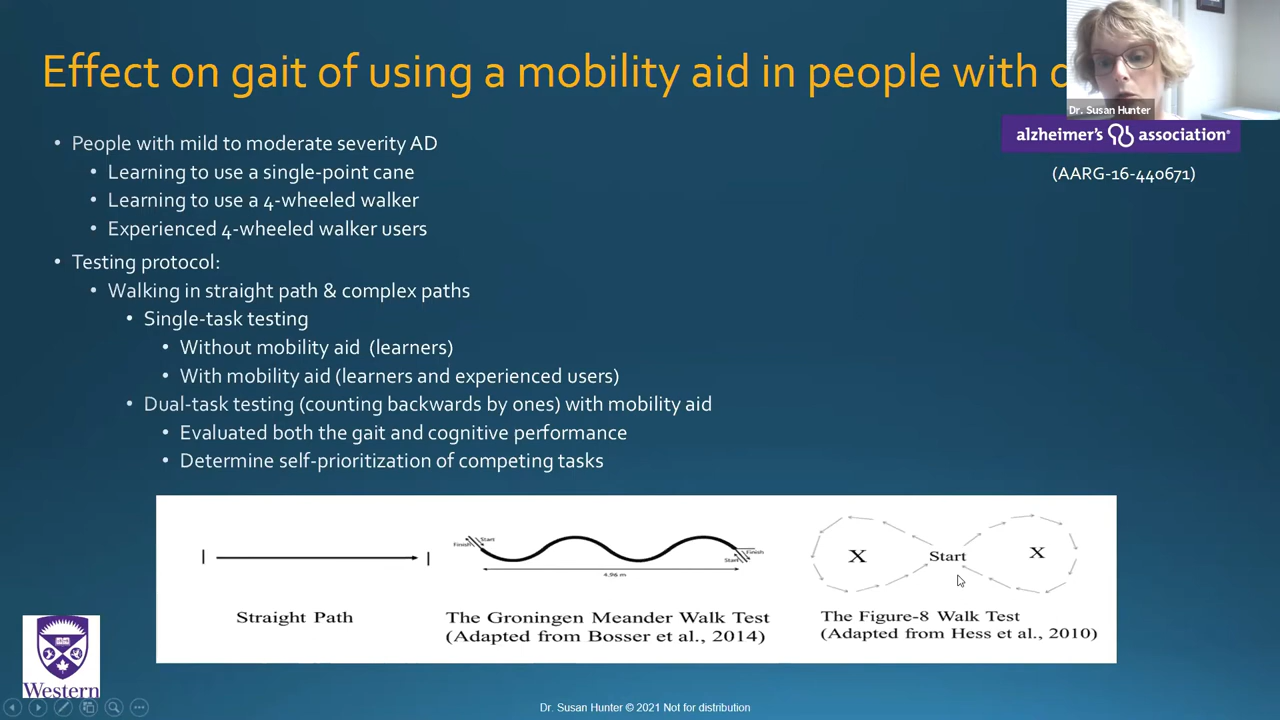 Effect on gait of using a mobility aid in people with
Dr. Susan Hunter
alzheimer's association®
(AARG-16-440671)
• People with mild to moderate severity AD
• Learning to use a single-point cane
• Learning to use a 4-wheeled walker
• Experienced 4-wheeled walker users
• Testing protocol:
• Walking in straight path & complex paths
• Single-task testing
• Without mobility aid (learners)
• With mobility aid (learners and experienced users)
• Dual-task testing (counting backwards by ones) with mobility aid
• Evaluated both the gait and cognitive performance
• Determine self-prioritization of competing tasks
Straight Path
Start
Finish
Finish
Start
4.96 m
The Groningen Meander Walk Test
(Adapted from Bosser et al., 2014)
X
Start
X
The Figure-8 Walk Test
(Adapted from Hess et al., 2010)
Western
Dr. Susan Hunter © 2021 Not for distribution